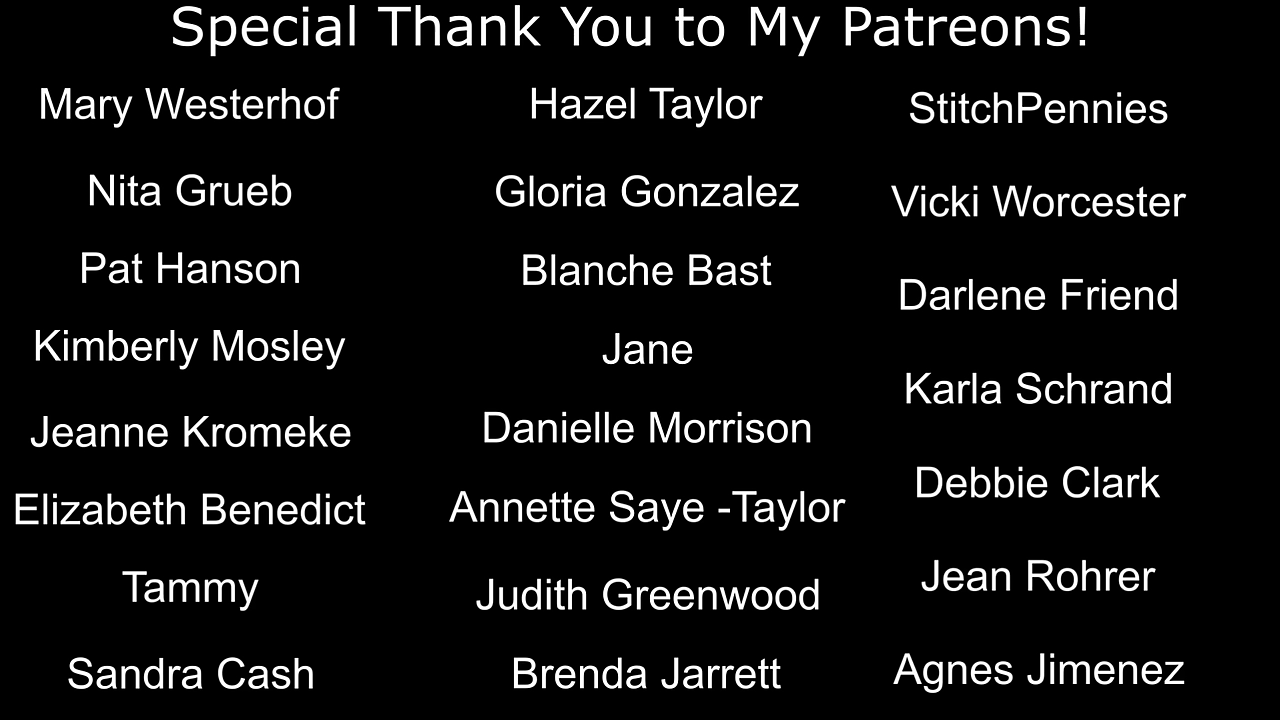 Special Thank You to My Patreons!
Mary Westerhof
Nita Grueb
Pat Hanson
Kimberly Mosley
Jeanne Kromeke
Elizabeth Benedict
Tammy
Sandra Cash
Hazel Taylor
Gloria Gonzalez
Blanche Bast
Jane
Danielle Morrison
Annette Saye -Taylor
Judith Greenwood
Brenda Jarrett
StitchPennies
Vicki Worcester
Darlene Friend
Karla Schrand
Debbie Clark
Jean Rohrer
Agnes Jimenez